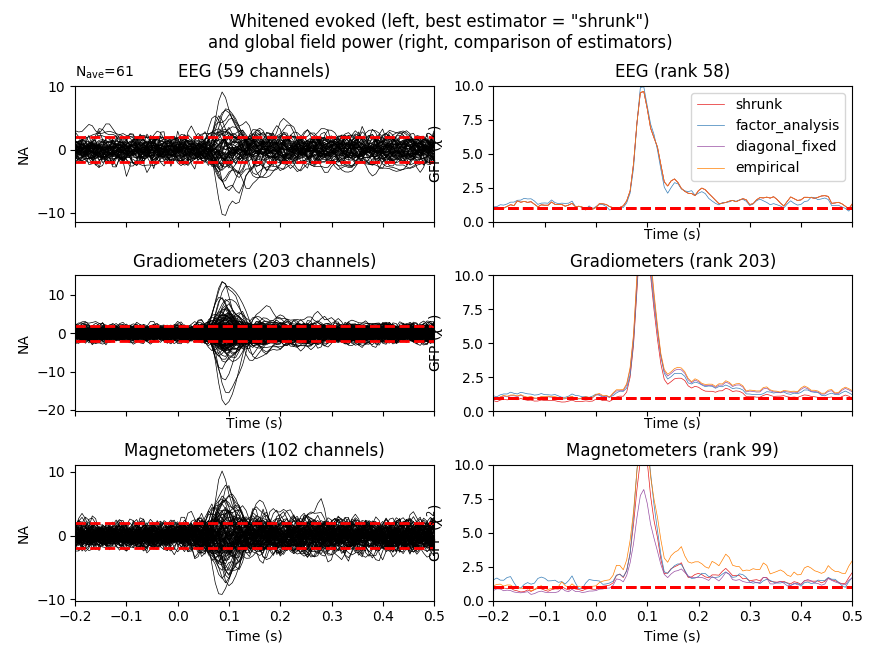 Whitened evoked (left, best estimator = "shrunk")
and global field power (right, comparison of estimators)
Nave=61
EEG (59 channels)
EEG (rank 58)
10
0
−10
NA
10.0
7.5
5.0
2.5
0.0
GFP (χ²)
shrunk
factor_analysis
diagonal_fixed
empirical
Time (s)
Gradiometers (203 channels)
Gradiometers (rank 203)
10
0
−10
−20
NA
Time (s)
10.0
7.5
5.0
2.5
0.0
GFP (χ²)
Time (s)
Magnetometers (102 channels)
Magnetometers (rank 99)
10
0
−10
NA
−0.2 −0.1 0.0 0.1 0.2 0.3 0.4 0.5
Time (s)
10.0
7.5
5.0
2.5
0.0
GFP (χ²)
−0.2 −0.1 0.0 0.1 0.2 0.3 0.4 0.5
Time (s)